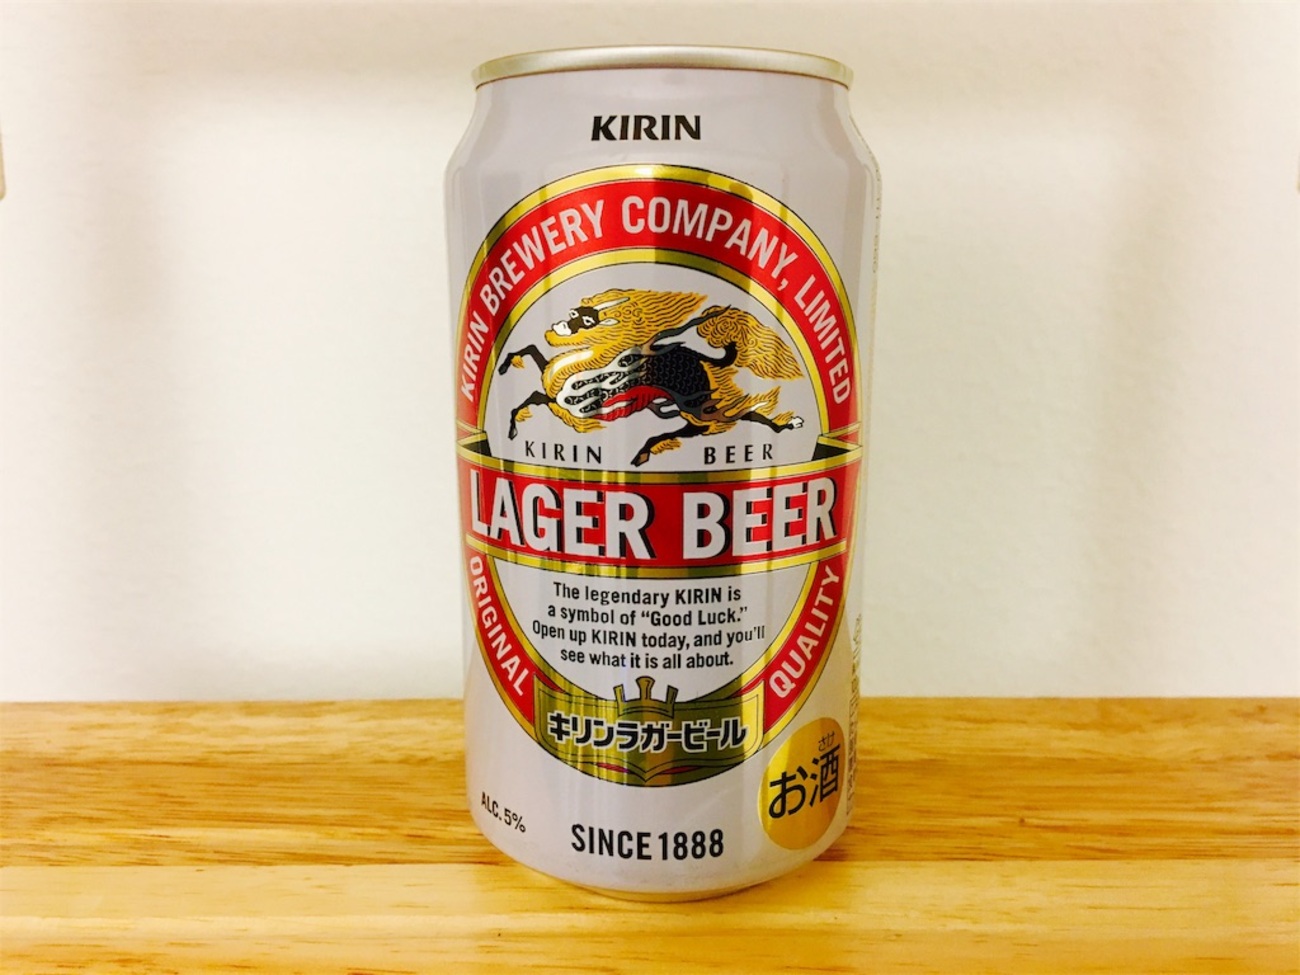 KIRIN
KIRIN BREWERY COMPANY, LIMITED
KIRIN BEER
LAGER BEER
ORIGINAL QUALITY
The legendary KIRIN is
a symbol of “Good Luck.”
Open up KIRIN today, and you'll
see what it is all about.
キリンラガービール
さけ
お酒
ALC. 5%
SINCE 1888